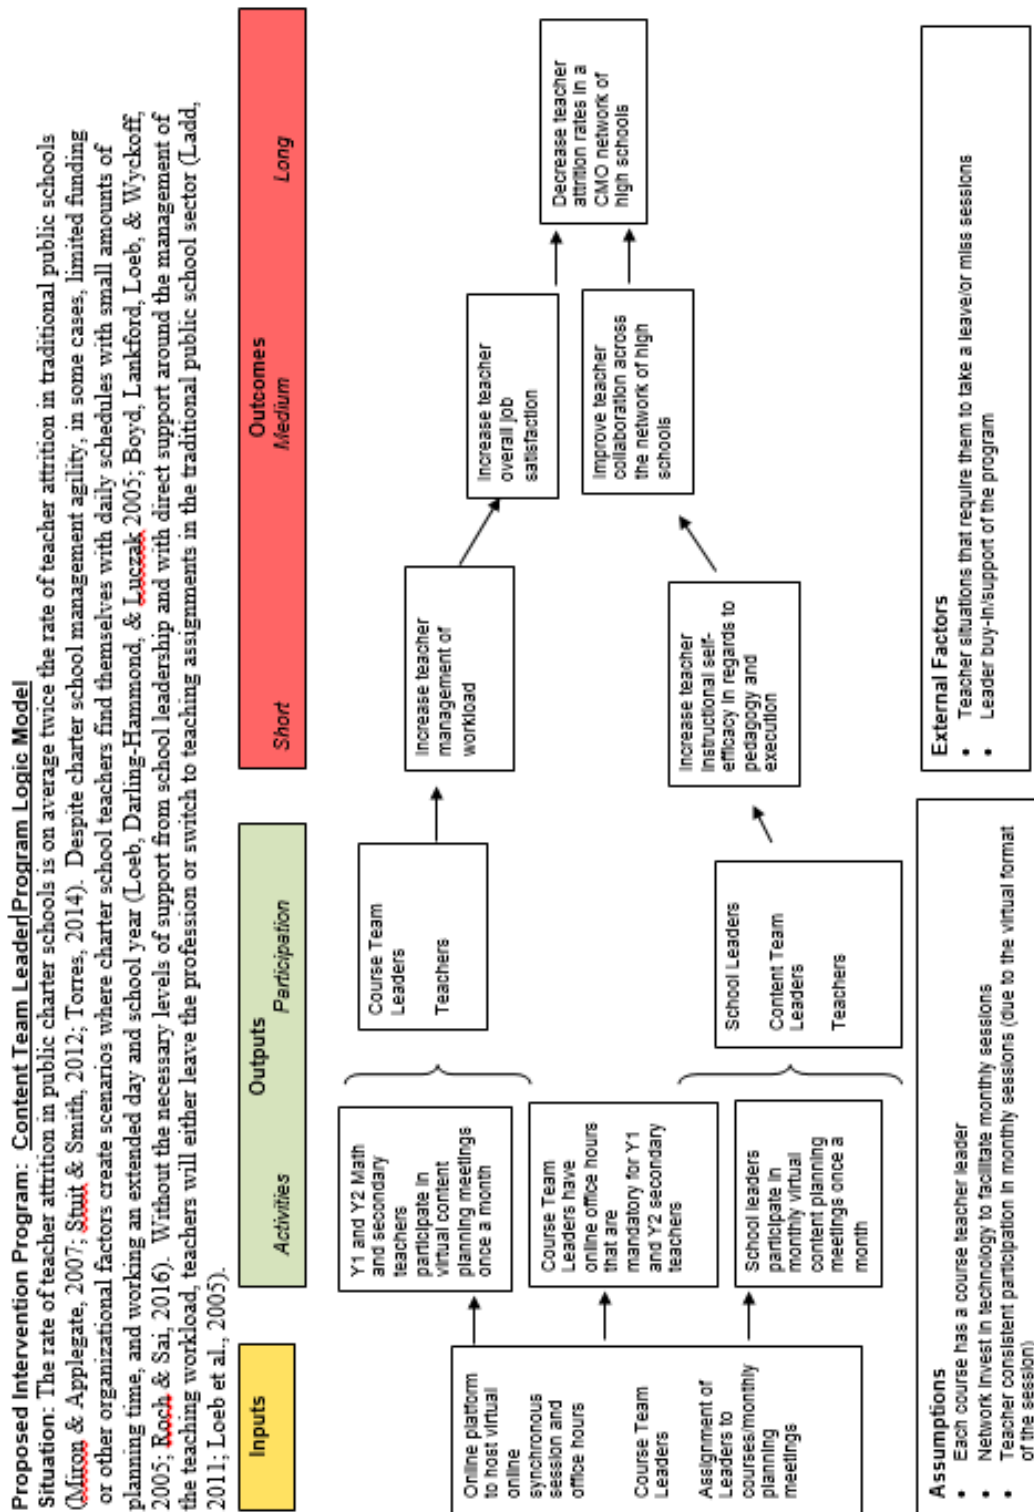 Proposed Intervention Program: Content Team Leader Program Logic Model
Situation: The rate of teacher attrition in public charter schools is on average twice the rate of teacher attrition in traditional public schools
(Miron & Applegate, 2007; Stuit & Smith, 2012; Torres, 2014). Despite charter school management agility, in some cases, limited funding
or other organizational factors create scenarios where charter school teachers find themselves with daily schedules with small amounts of
planning time, and working an extended day and school year (Loeb, Darling-Hammond, & Luczak 2005; Boyd, Lankford, Loeb, & Wyckoff,
2005; Roch & Sai, 2016). Without the necessary levels of support from school leadership and with direct support around the management of
the teaching workload, teachers will either leave the profession or switch to teaching assignments in the traditional public school sector (Ladd,
2011; Loeb et al., 2005).
Inputs
Outputs
Activities
Participation
Outcomes
Short
Medium
Long
Online platform
to host virtual
online
synchronous
session and
office hours
Course Team
Leaders
Assignment of
Leaders to
courses/monthly
planning
meetings
Y1 and Y2 Math
and secondary
teachers
participate in
virtual content
planning meetings
once a month
Course Team
Leaders have
online office hours
that are
mandatory for Y1
and Y2 secondary
teachers
School leaders
participate in
monthly virtual
content planning
meetings once a
month
Course Team
Leaders
Teachers
School Leaders
Content Team
Leaders
Teachers
Increase teacher
management of
workload
Increase teacher
instructional self-
efficacy in regards to
pedagogy and
execution
Increase teacher
overall job
satisfaction
Improve teacher
collaboration across
the network of high
schools
Decrease teacher
attrition rates in a
CMO network of
high schools
Assumptions
• Each course has a course teacher leader
• Network invest in technology to facilitate monthly sessions
• Teacher consistent participation in monthly sessions (due to the virtual format
of the session)
External Factors
• Teacher situations that require them to take a leave/or miss sessions
• Leader buy-in/support of the program